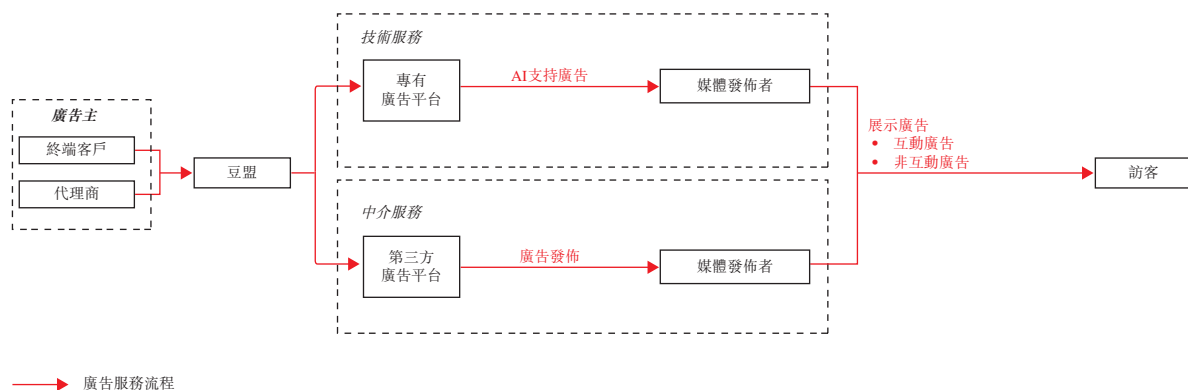 技術服務
專有
廣告平台
AI支持廣告
媒體發佈者
廣告主
終端客戶
代理商
豆盟
展示廣告
• 互動廣告
• 非互動廣告
訪客
中介服務
第三方
廣告平台
廣告發佈
媒體發佈者
廣告服務流程